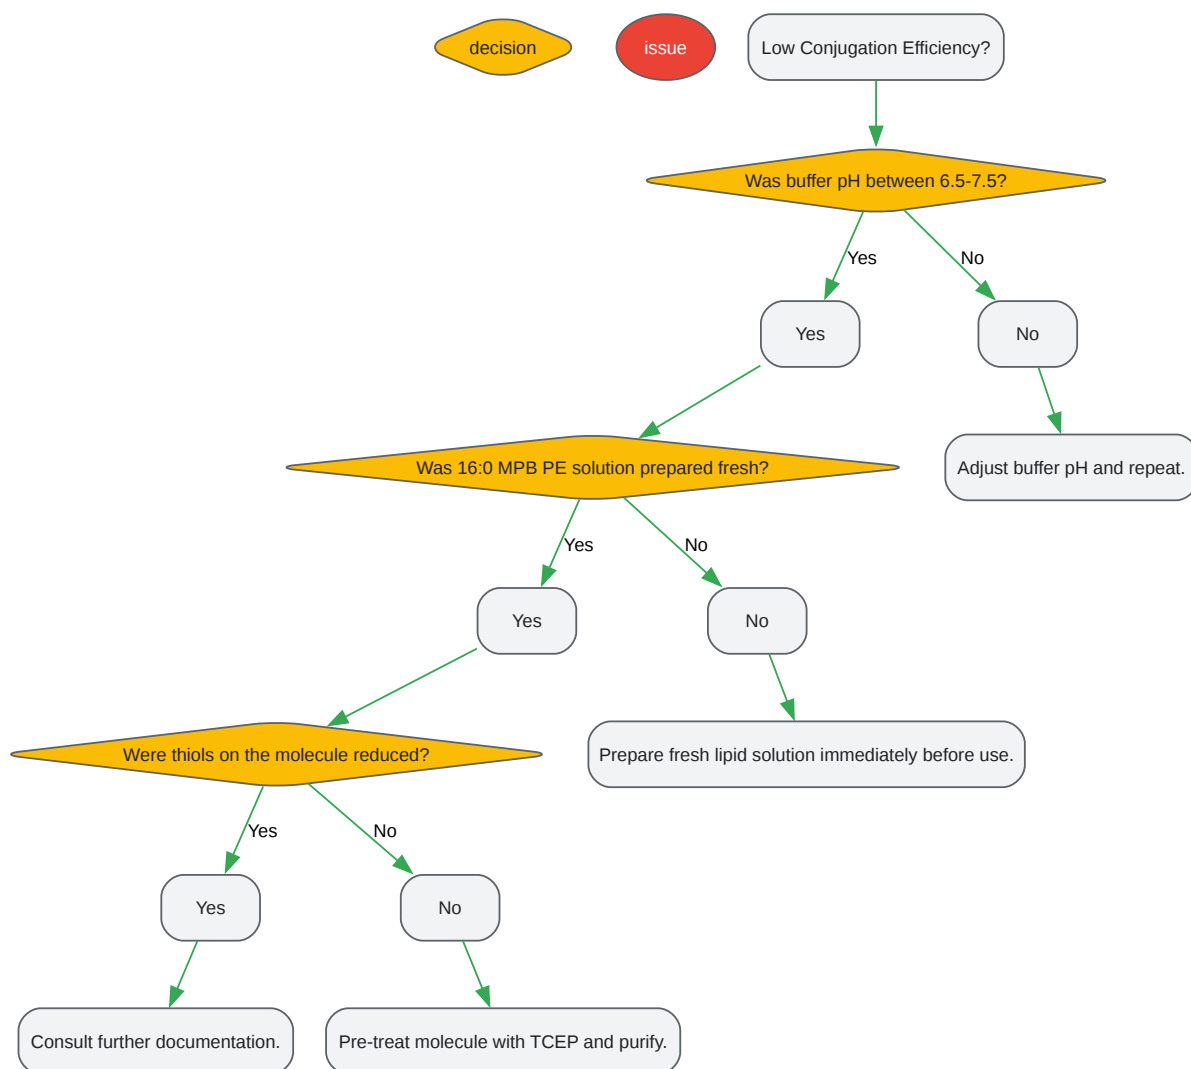 decision
issue
Low Conjugation Efficiency?
Was buffer pH between 6.5-7.5?
Yes
No
Yes
No
Was 16:0 MPB PE solution prepared fresh?
Adjust buffer pH and repeat.
Yes
No
Yes
No
Were thiols on the molecule reduced?
Prepare fresh lipid solution immediately before use.
Yes
No
Yes
No
Consult further documentation.
Pre-treat molecule with TCEP and purify.